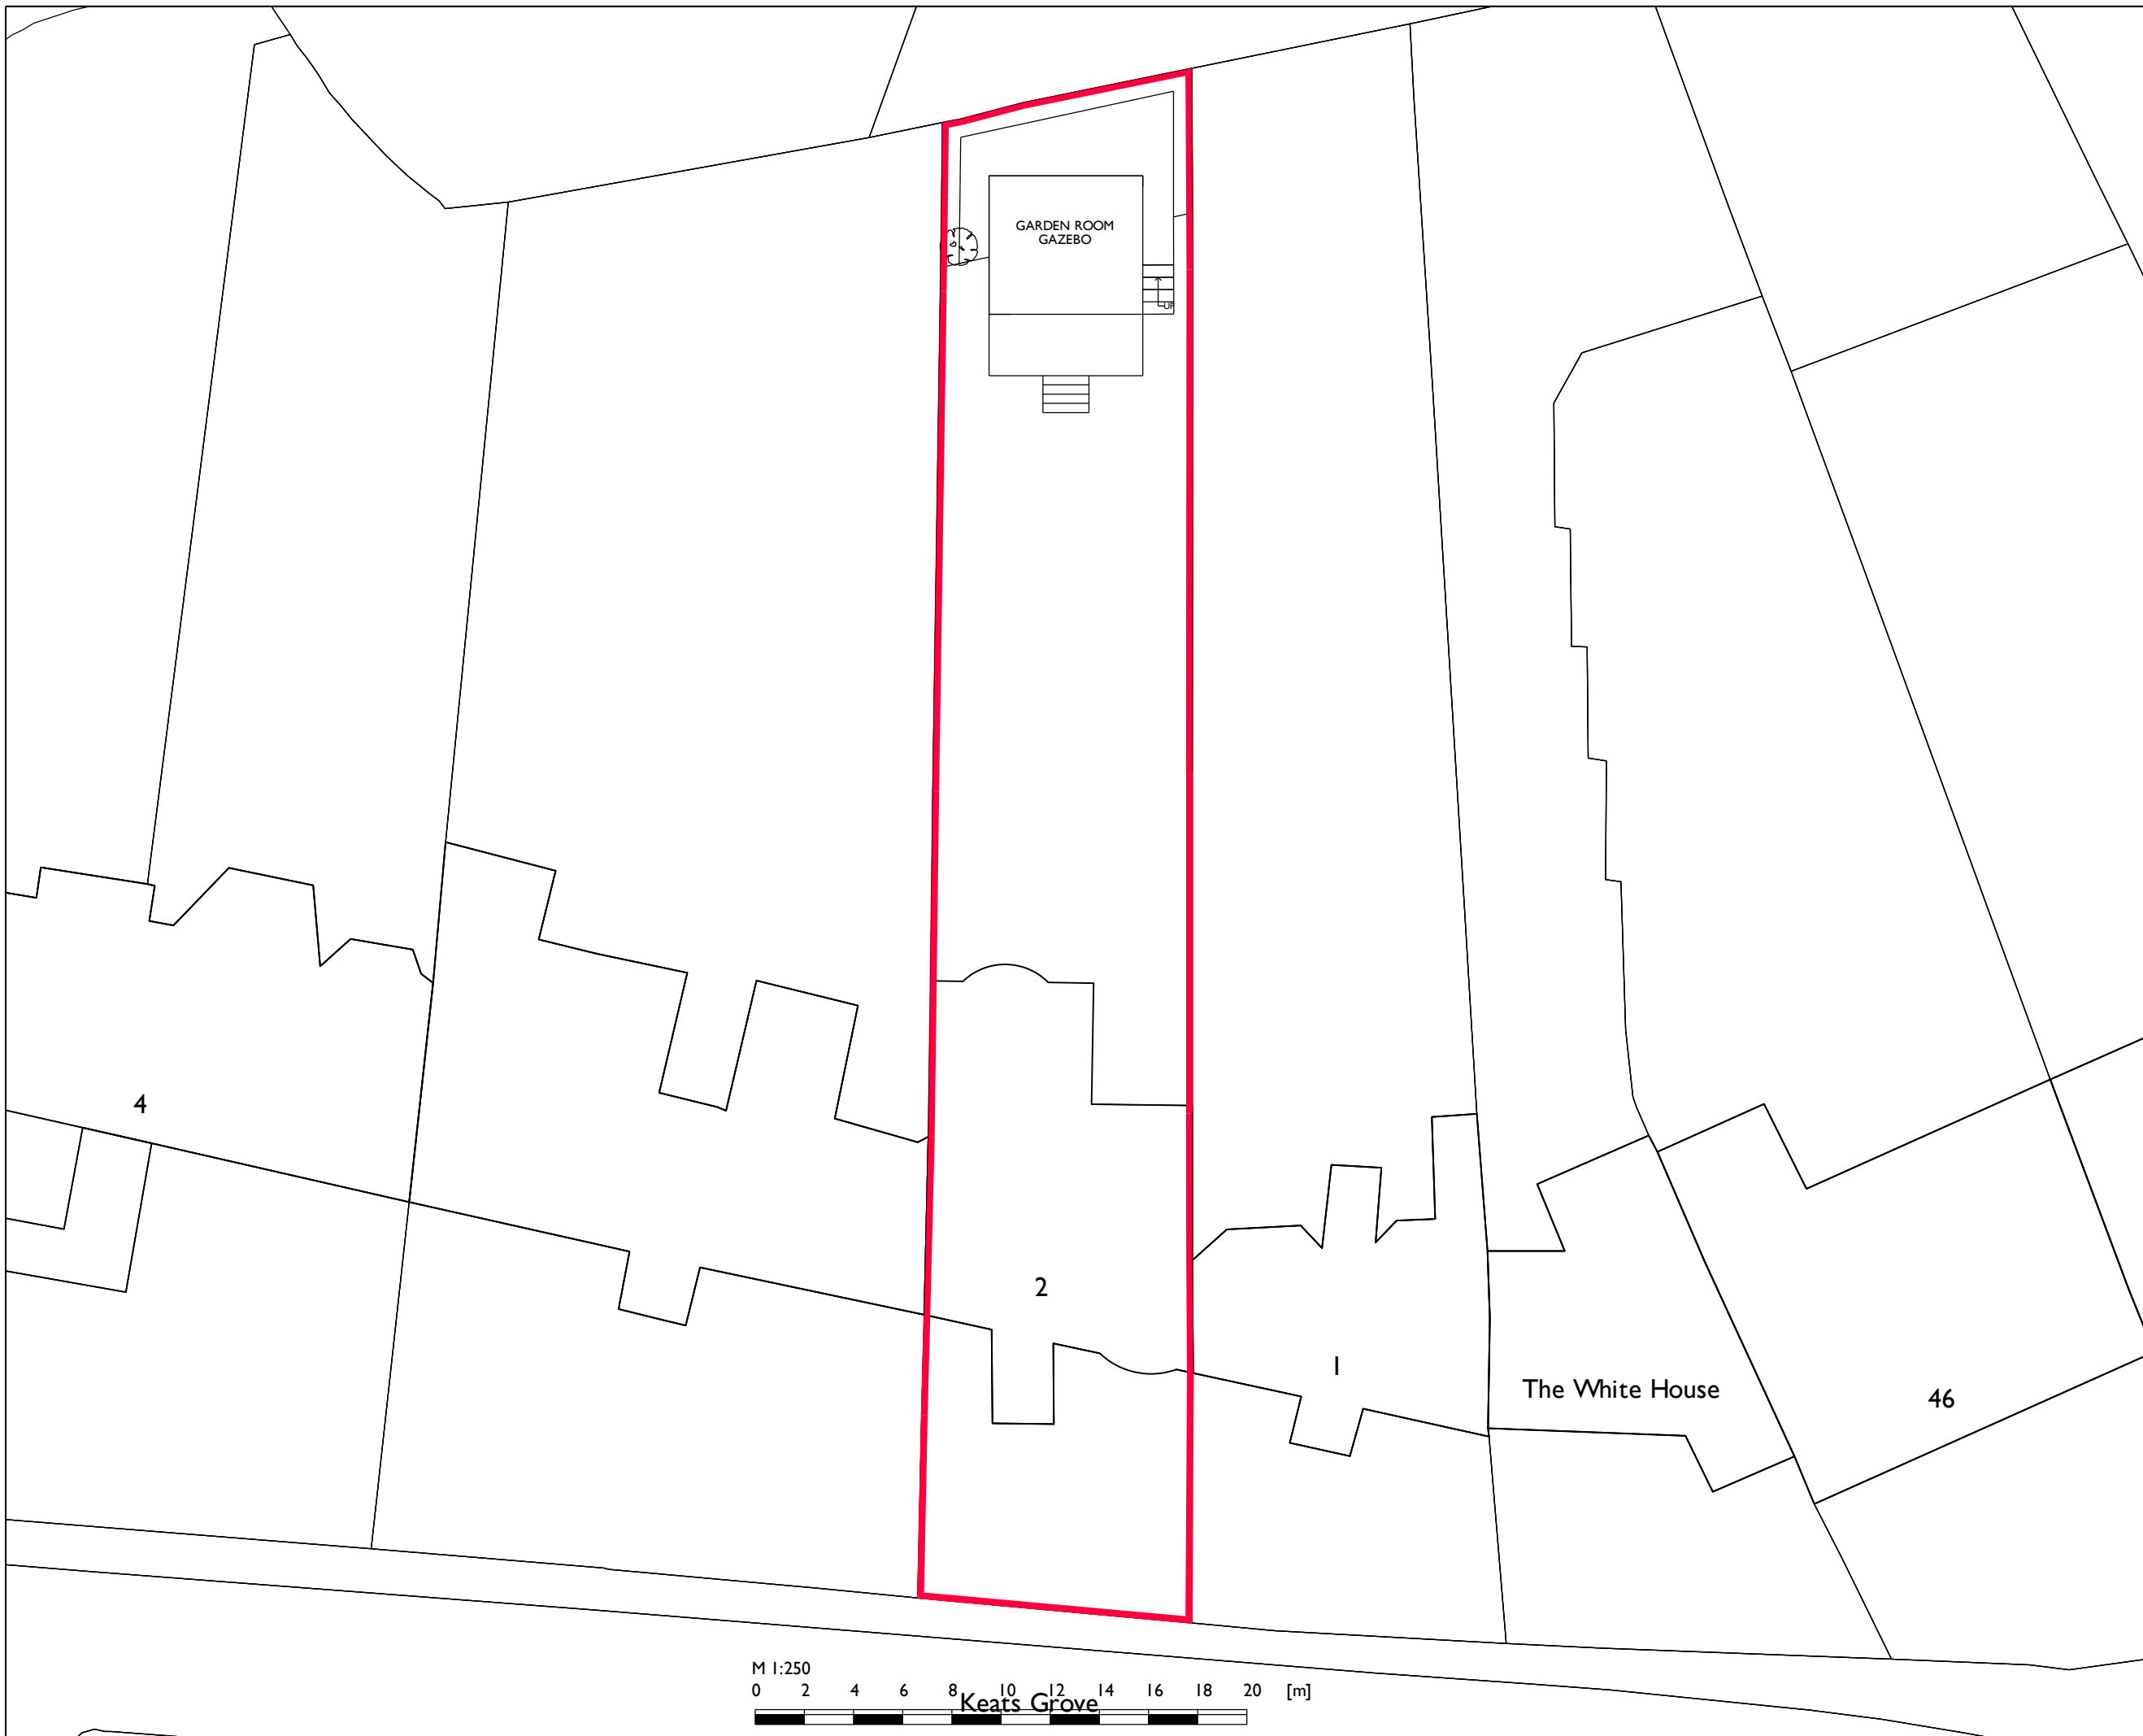 GARDEN ROOM
GAZEBO
UP
4
2
1
The White House
46
M 1:250
0 2 4 6 8 10 12 14 16 18 20 [m]
Keats Grove